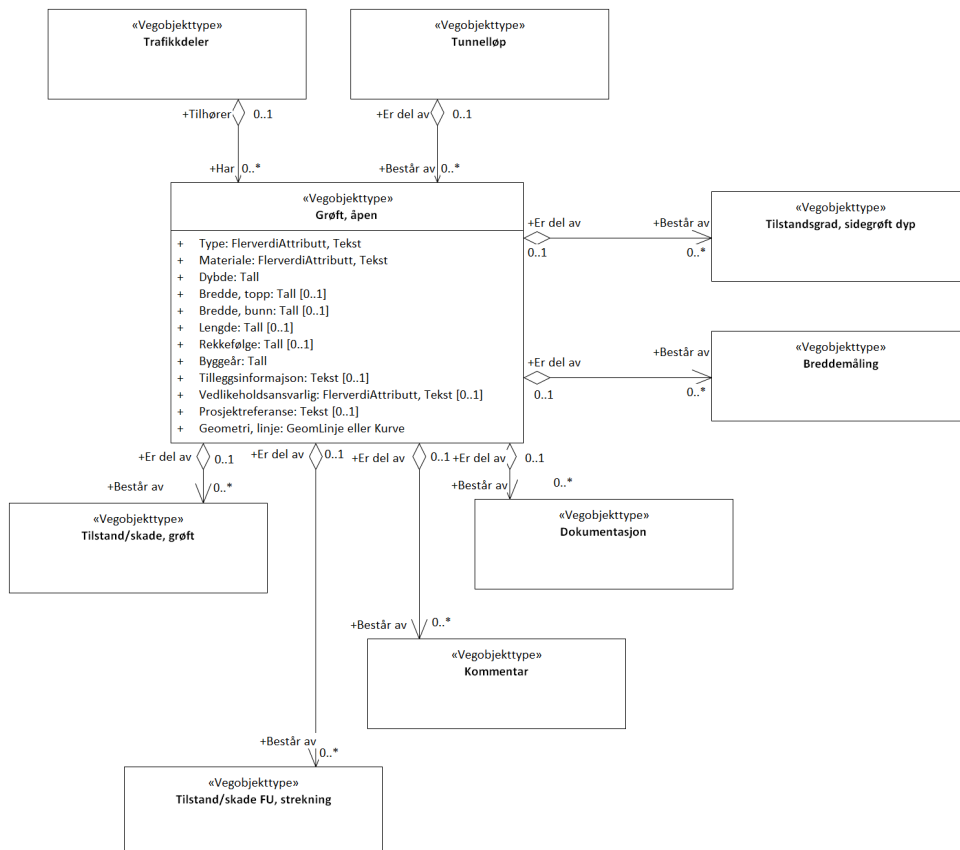 «Vegobjekttype»
Trafikkdeler
«Vegobjekttype»
Tunnelløp
+Tilhører 0..1
+Er del av 0..1
+Har 0..*
+Består av 0..*
«Vegobjekttype»
Grøft, åpen
+ Type: FlerverdiAttributt, Tekst
+ Materiale: FlerverdiAttributt, Tekst
+ Dybde: Tall
+ Bredde, topp: Tall [0..1]
+ Bredde, bunn: Tall [0..1]
+ Lengde: Tall [0..1]
+ Rekkefølge: Tall [0..1]
+ Byggeår: Tall
+ Tilleggsinformajson: Tekst [0..1]
+ Vedlikeholdsansvarlig: FlerverdiAttributt, Tekst [0..1]
+ Prosjektreferanse: Tekst [0..1]
+ Geometri, linje: GeomLinje eller Kurve
+Er del av
0..1
+Består av
0..*
«Vegobjekttype»
Tilstandsgrad, sidegrøft dyp
+Er del av
0..1
+Består av
0..*
«Vegobjekttype»
Breddemåling
+Er del av 0..1
+Er del av 0..1
+Er del av 0..1
+Er del av 0..1
+Består av 0..*
«Vegobjekttype»
Tilstand/skade, grøft
+Består av 0..*
«Vegobjekttype»
Dokumentasjon
+Består av 0..*
«Vegobjekttype»
Kommentar
+Består av
0..*
«Vegobjekttype»
Tilstand/skade FU, strekning